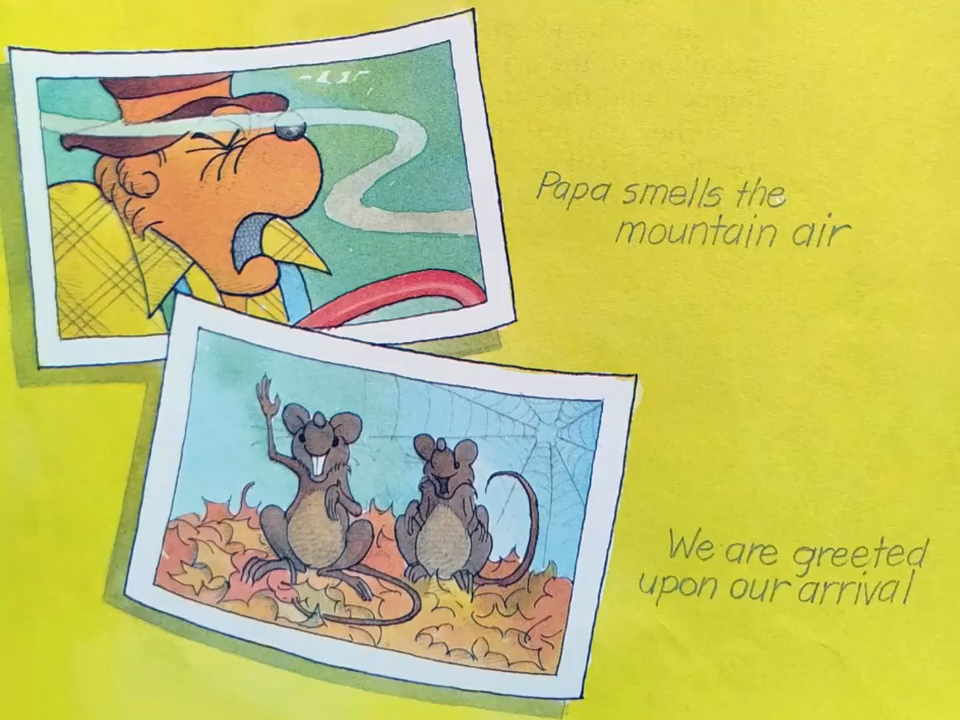 Papa smells the
mountain air
We are greeted
upon our arrival